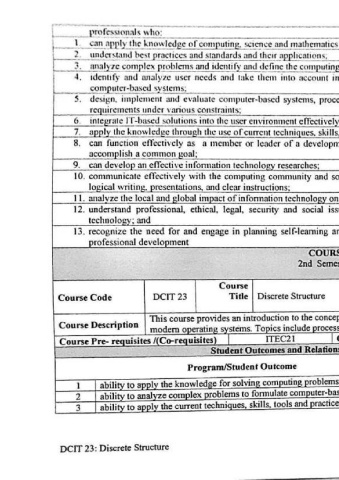 professionals who:
1. can apply the knowledge of computing, science and mathematics
2. understand best practices and standards and their applications;
3. analyze complex problems and identify and define the computing
4. identify and analyze user needs and take them into account in
computer-based systems;
5. design, implement and evaluate computer-based systems, proce
requirements under various constraints;
6. integrate IT-based solutions into the user environment effectively
7. apply the knowledge through the use of current techniques, skills,
8. can function effectively as a member or leader of a developm
accomplish a common goal;
9. can develop an effective information technology researches;
10. communicate effectively with the computing community and so
logical writing, presentations, and clear instructions;
11. analyze the local and global impact of information technology on
12. understand professional, ethical, legal, security and social iss
technology; and
13. recognize the need for and engage in planning self-learning an
professional development
COURS
2nd Semes
Course Code DCIT 23 Course Title Discrete Structure
Course Description This course provides an introduction to the concep
modern operating systems. Topics include process
Course Pre- requisites /(Co-requisites) ITEC21
Student Outcomes and Relation
Program/Student Outcome
1 ability to apply the knowledge for solving computing problems
2 ability to analyze complex problems to formulate computer-bas
3 ability to apply the current techniques, skills, tools and practice
DCIT 23: Discrete Structure